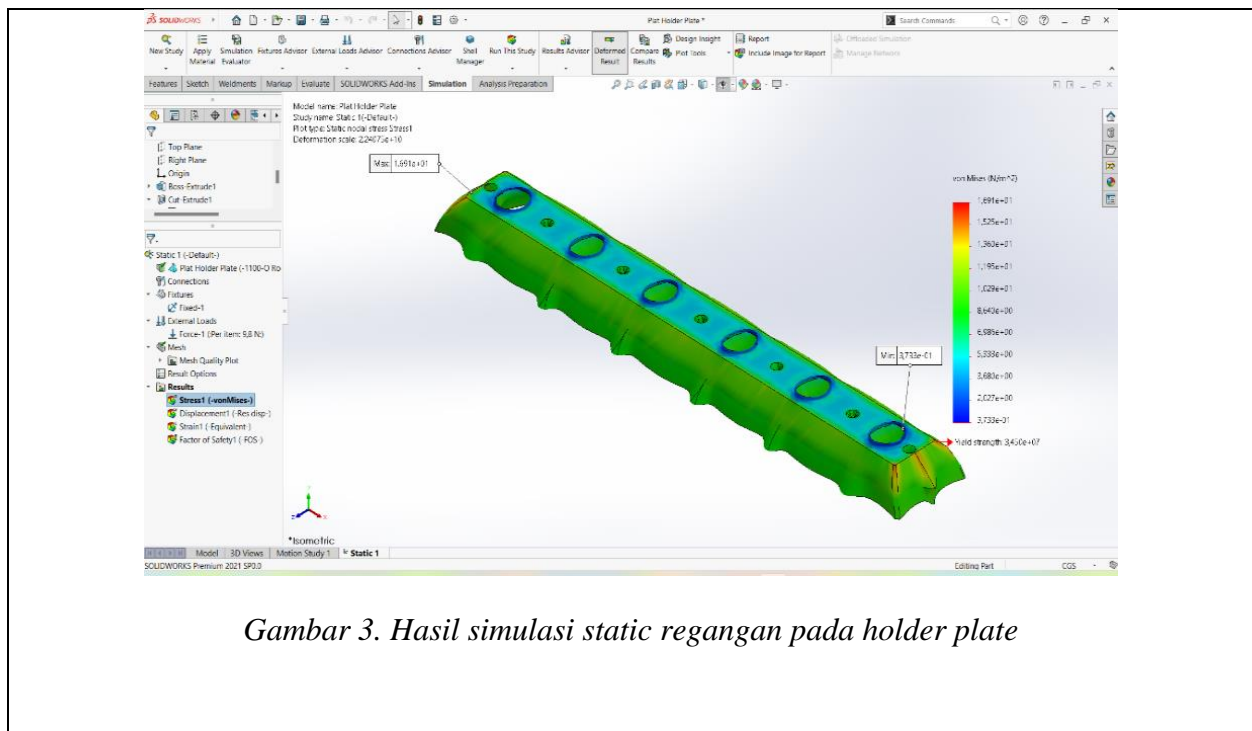 SOLIDWORKS
Plat Holder Plate *
Search Commands
New Study
Apply Material
Simulation Evaluator
Fixtures Advisor
External Loads Advisor
Connections Advisor
Shell Manager
Run This Study
Results Advisor
Deformed Result
Compare Results
Design Insight
Plot Tools
Report
Include Image for Report
Offloaded Simulation
Manage Network
Features Sketch Weldments Markup Evaluate SOLIDWORKS Add-Ins Simulation Analysis Preparation
Model name: Plat Holder Plate
Study name: Static 1(-Default-)
Plot type: Static nodal stress Stress1
Deformation scale: 2,24075e+10
Top Plane
Right Plane
Origin
Boss-Extrude1
Cut-Extrude1
Static 1 (-Default-)
Plat Holder Plate (-1100-O Ro
Connections
Fixtures
Fixed-1
External Loads
Force-1 (:Per item: 9,8 N:)
Mesh
Mesh Quality Plot
Result Options
Results
Stress1 (-vonMises-)
Displacement1 (-Res disp-)
Strain1 (-Equivalent-)
Factor of Safety1 (-FOS-)
Max: 1,691e+01
Min: 3,733e-01
von Mises (N/m^2)
1,691e+01
1,525e+01
1,360e+01
1,195e+01
1,029e+01
8,640e+00
6,986e+00
5,333e+00
3,680e+00
2,027e+00
3,733e-01
Yield strength: 3,450e+07
*Isometric
Model 3D Views Motion Study 1 Static 1
SOLIDWORKS Premium 2021 SP0.0
Editing Part
CGS
Gambar 3. Hasil simulasi static regangan pada holder plate